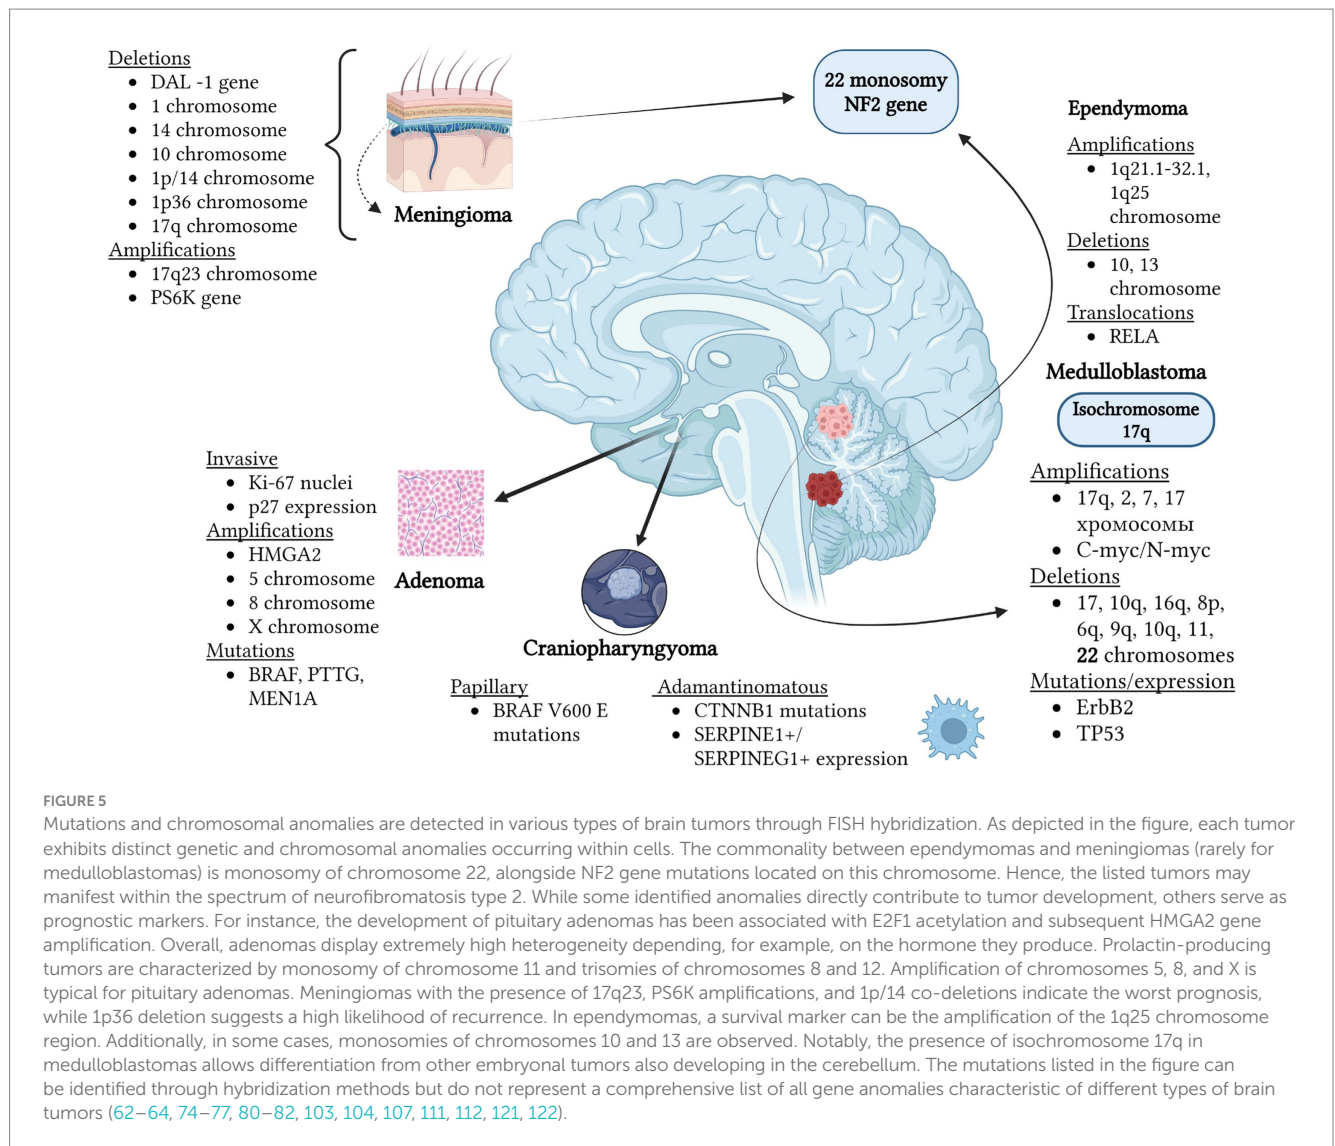 Deletions
• DAL -1 gene
• 1 chromosome
• 14 chromosome
• 10 chromosome
• 1p/14 chromosome
• 1p36 chromosome
• 17q chromosome
Amplifications
• 17q23 chromosome
• PS6K gene
Meningioma
22 monosomy
NF2 gene
Ependymoma
Amplifications
• 1q21.1-32.1,
1q25
chromosome
Deletions
• 10, 13
chromosome
Translocations
• RELA
Medulloblastoma
Isochromosome
17q
Amplifications
• 17q, 2, 7, 17
хромосомы
• C-myc/N-myc
Deletions
• 17, 10q, 16q, 8p,
6q, 9q, 10q, 11,
22 chromosomes
Mutations/expression
• ErbB2
• TP53
Invasive
• Ki-67 nuclei
• p27 expression
Amplifications
• HMGA2
• 5 chromosome
• 8 chromosome
• X chromosome
Mutations
• BRAF, PTTG,
MEN1A
Adenoma
Craniopharyngyoma
Papillary
• BRAF V600 E
mutations
Adamantinomatous
• CTNNB1 mutations
• SERPINE1+/
SERPINEG1+ expression
FIGURE 5
Mutations and chromosomal anomalies are detected in various types of brain tumors through FISH hybridization. As depicted in the figure, each tumor
exhibits distinct genetic and chromosomal anomalies occurring within cells. The commonality between ependymomas and meningiomas (rarely for
medulloblastomas) is monosomy of chromosome 22, alongside NF2 gene mutations located on this chromosome. Hence, the listed tumors may
manifest within the spectrum of neurofibromatosis type 2. While some identified anomalies directly contribute to tumor development, others serve as
prognostic markers. For instance, the development of pituitary adenomas has been associated with E2F1 acetylation and subsequent HMGA2 gene
amplification. Overall, adenomas display extremely high heterogeneity depending, for example, on the hormone they produce. Prolactin-producing
tumors are characterized by monosomy of chromosome 11 and trisomies of chromosomes 8 and 12. Amplification of chromosomes 5, 8, and X is
typical for pituitary adenomas. Meningiomas with the presence of 17q23, PS6K amplifications, and 1p/14 co-deletions indicate the worst prognosis,
while 1p36 deletion suggests a high likelihood of recurrence. In ependymomas, a survival marker can be the amplification of the 1q25 chromosome
region. Additionally, in some cases, monosomies of chromosomes 10 and 13 are observed. Notably, the presence of isochromosome 17q in
medulloblastomas allows differentiation from other embryonal tumors also developing in the cerebellum. The mutations listed in the figure can
be identified through hybridization methods but do not represent a comprehensive list of all gene anomalies characteristic of different types of brain
tumors (62–64, 74–77, 80–82, 103, 104, 107, 111, 112, 121, 122).